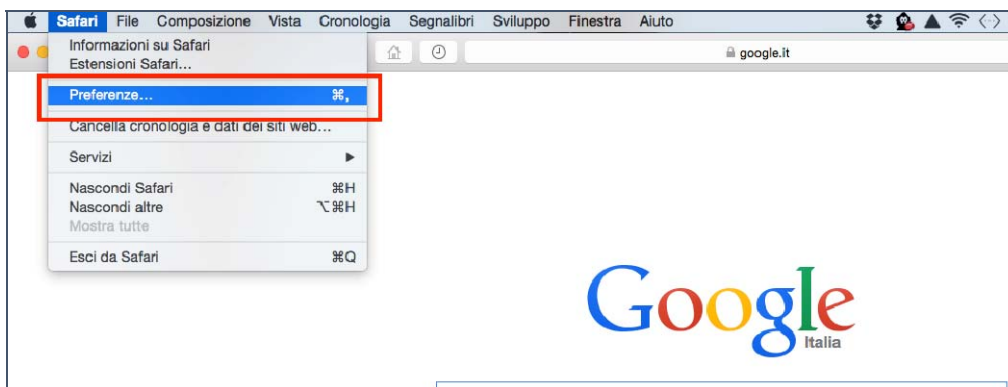 Safari File Composizione Vista Cronologia Segnalibri Sviluppo Finestra Aiuto
google.it
Informazioni su Safari
Estensioni Safari...
Preferenze... ⌘,
Cancella cronologia e dati dei siti web...
Servizi ▶
Nascondi Safari ⌘H
Nascondi altre ⌥⌘H
Mostra tutte
Esci da Safari ⌘Q
Google
Italia